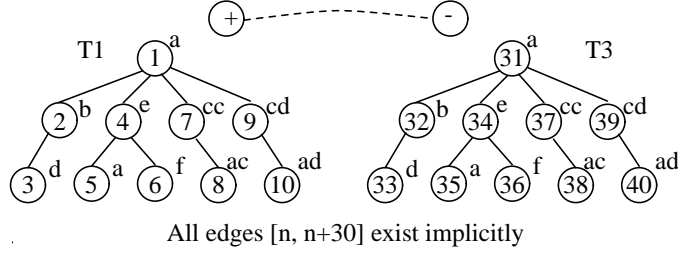 + -
T1 a a T3
1 31
b e cc cd b e cc cd
2 4 7 9 32 34 37 39
d a f ac ad d a f ac ad
3 5 6 8 10 33 35 36 38 40
All edges [n, n+30] exist implicitly